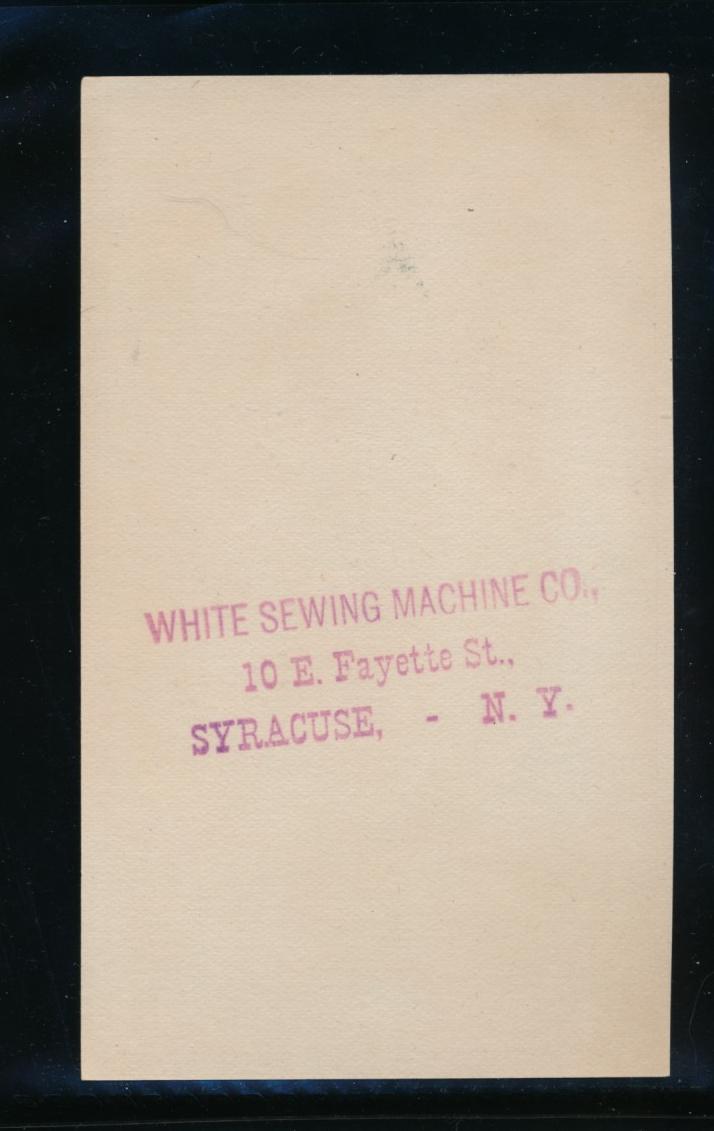 WHITE SEWING MACHINE CO.,
10 E. Fayette St.,
SYRACUSE, - N. Y.